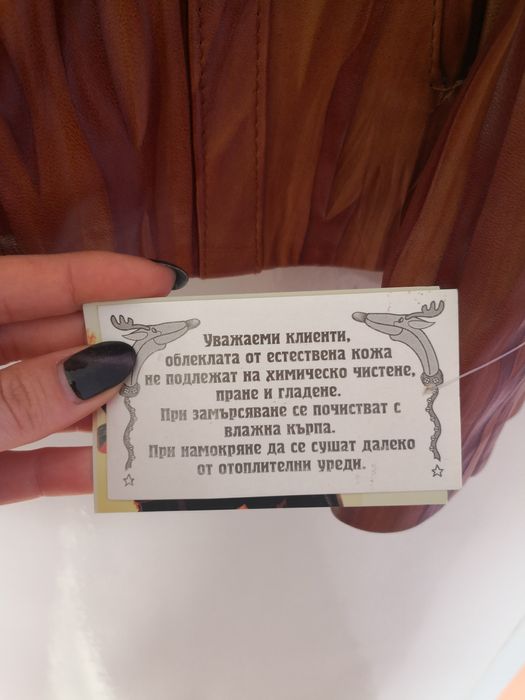 Уважаеми клиенти,
облеклата от естествена кожа
не подлежат на химическо чистене,
пране и гладене.
При замърсяване се почистват с
влажна кърпа.
При намокряне да се сушат далеко
от отоплителни уреди.